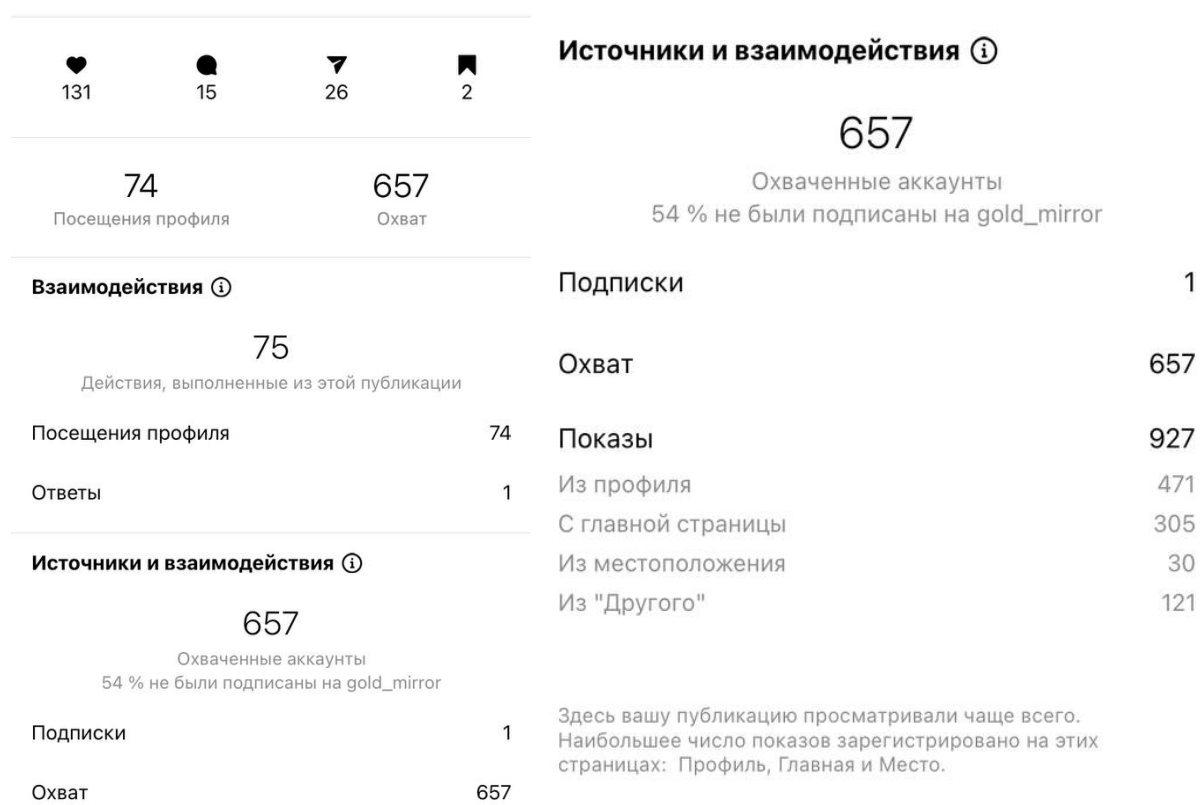 131 15 26 2
74 657
Посещения профиля Охват
Взаимодействия
75
Действия, выполненные из этой публикации
Посещения профиля 74
Ответы 1
Источники и взаимодействия
657
Охваченные аккаунты
54 % не были подписаны на gold_mirror
Подписки 1
Охват 657
Источники и взаимодействия
657
Охваченные аккаунты
54 % не были подписаны на gold_mirror
Подписки 1
Охват 657
Показы 927
Из профиля 471
С главной страницы 305
Из местоположения 30
Из "Другого" 121
Здесь вашу публикацию просматривали чаще всего.
Наибольшее число показов зарегистрировано на этих
страницах: Профиль, Главная и Место.